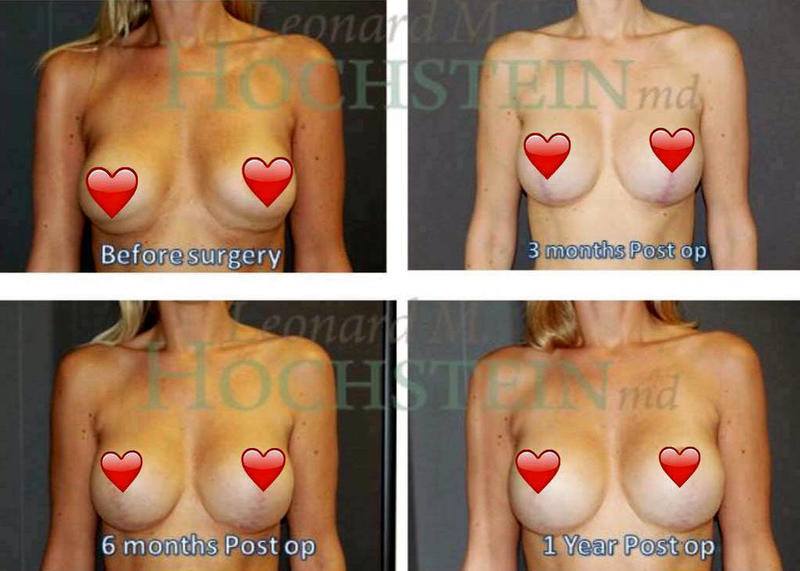 Leonard M.
HOCHSTEIN md
Before surgery
3 months Post op
Leonard M.
HOCHSTEIN md
6 months Post op
1 Year Post op